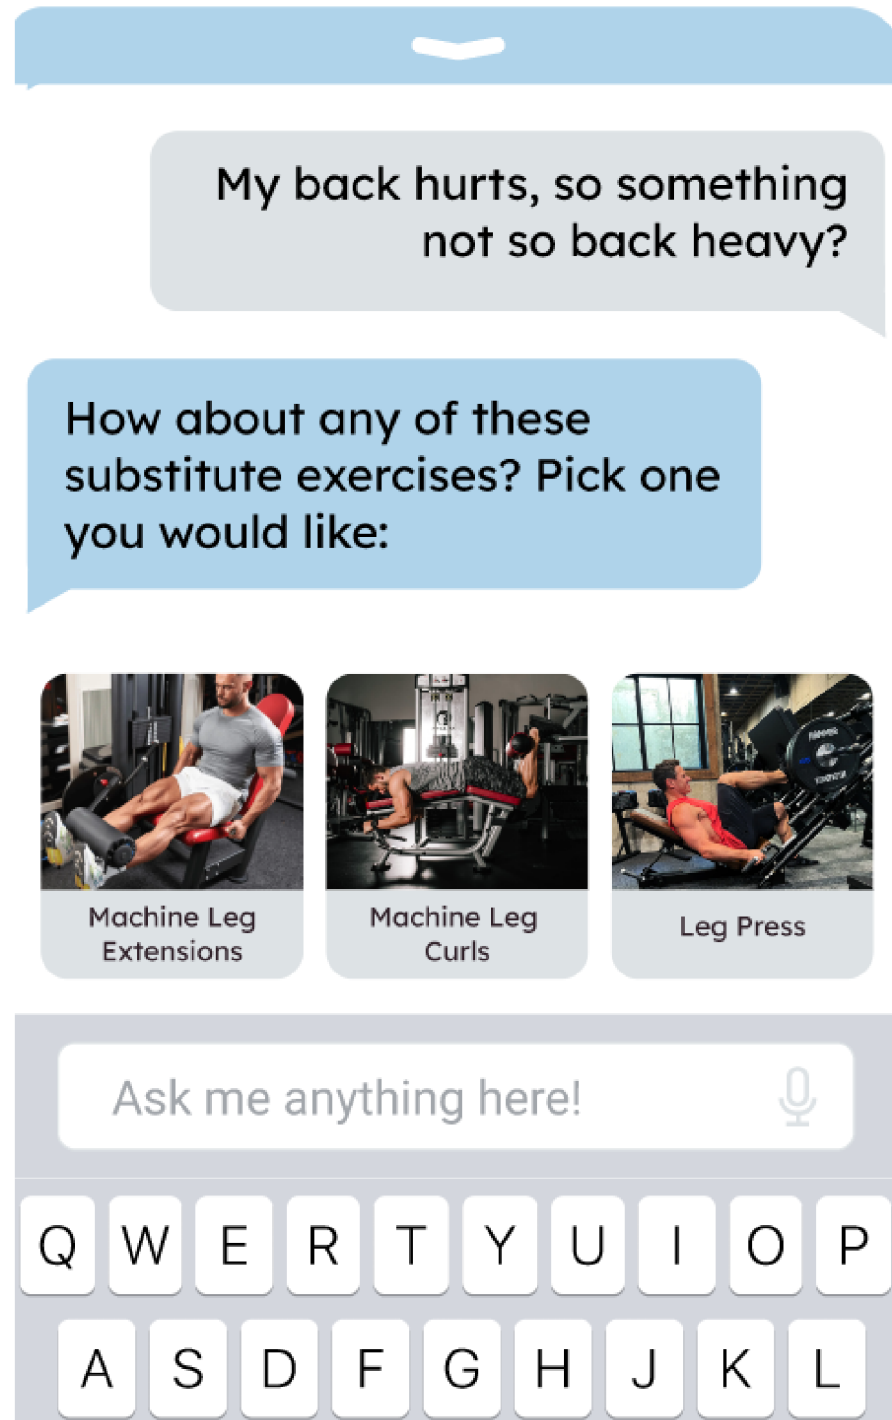 My back hurts, so something
not so back heavy?
How about any of these
substitute exercises? Pick one
you would like:
Machine Leg
Extensions
Machine Leg
Curls
Leg Press
Ask me anything here!
Q W E R T Y U I O P
A S D F G H J K L